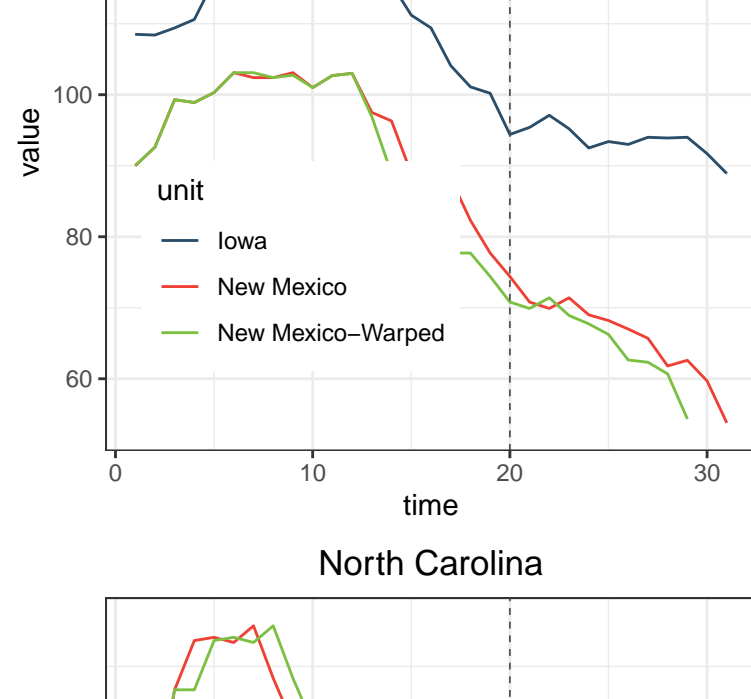 100
80
60
value
unit
Iowa
New Mexico
New Mexico−Warped
0 10 20 30
time
North Carolina